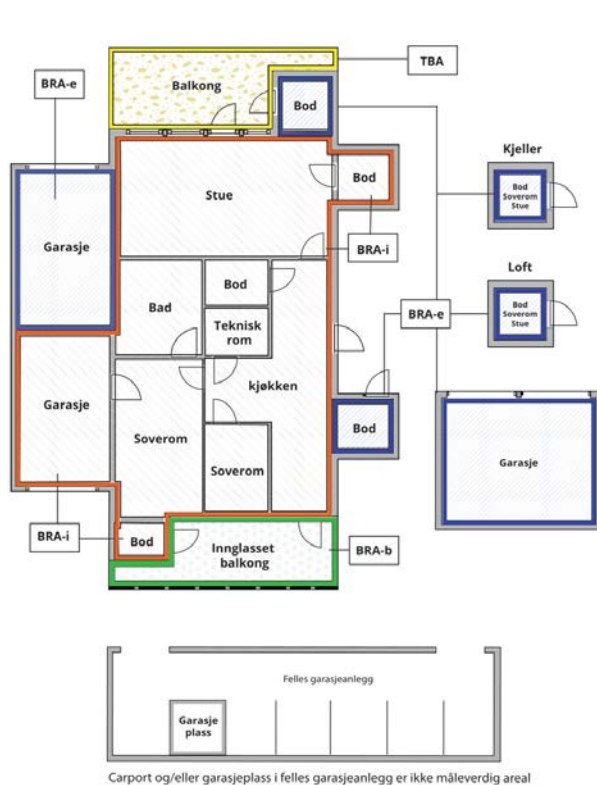 TBA
Balkong
BRA-e
Bod
Kjeller
Bod
Soverom
Stue
Stue
Bod
Garasje
BRA-i
Loft
Bod
Soverom
Stue
Bad
Bod
Teknisk
rom
BRA-e
Garasje
kjøkken
Soverom
Bod
Soverom
Garasje
BRA-i
Bod
Innglasset
balkong
BRA-b
Felles garasjeanlegg
Garasje
plass
Carport og/eller garasjeplass i felles garasjeanlegg er ikke måleverdig areal